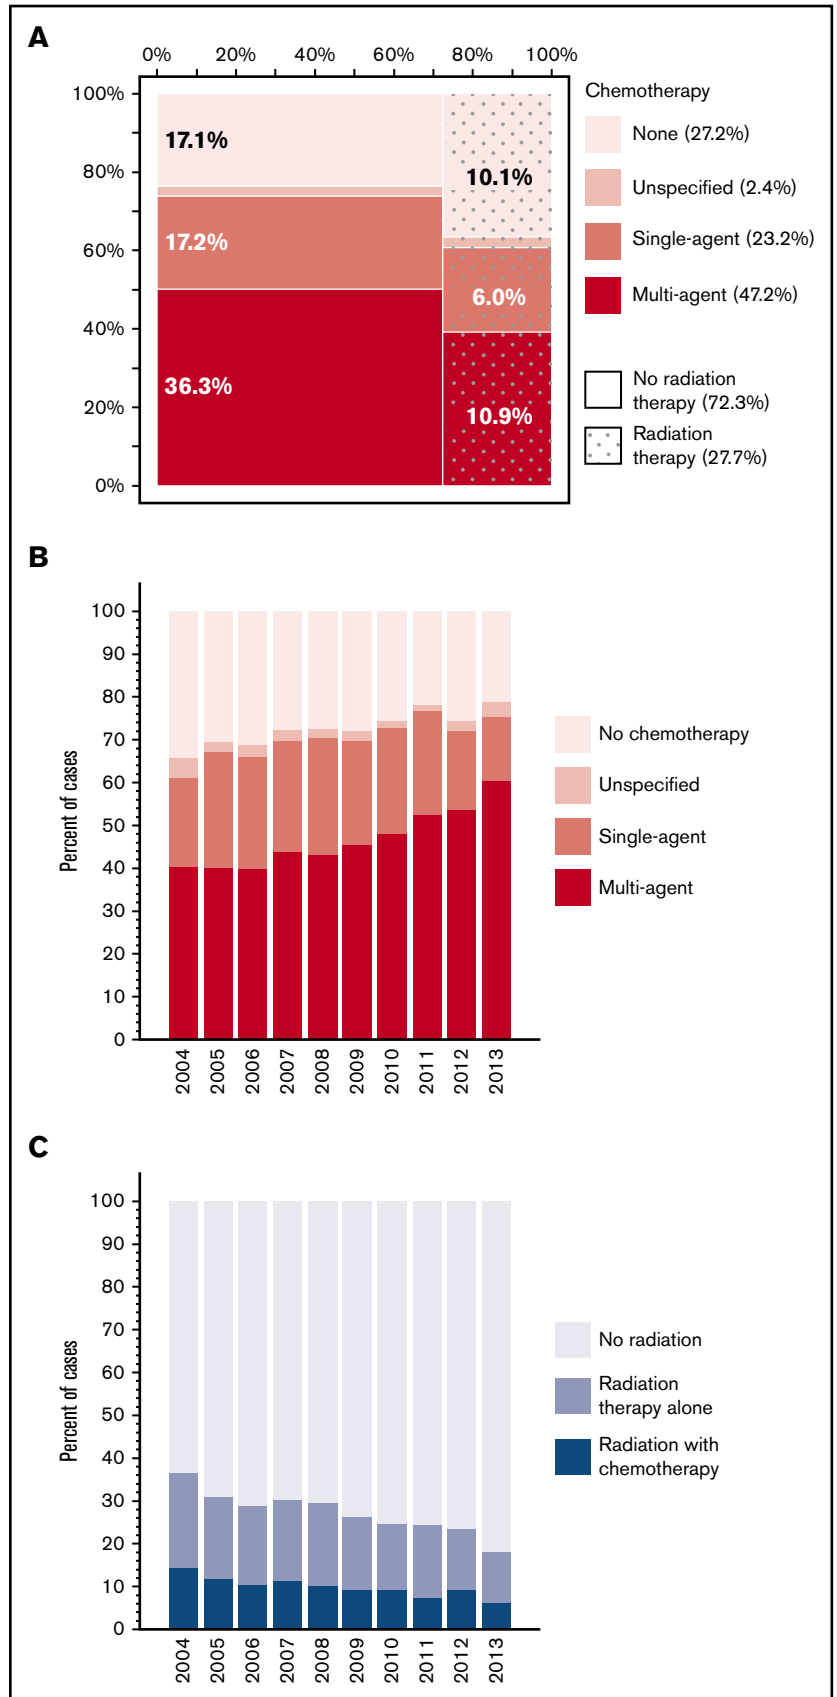 A
0% 20% 40% 60% 80% 100%
100%
80%
60%
40%
20%
0%
17.1%
17.2%
36.3%
10.1%
6.0%
10.9%
Chemotherapy
None (27.2%)
Unspecified (2.4%)
Single-agent (23.2%)
Multi-agent (47.2%)
No radiation
therapy (72.3%)
Radiation
therapy (27.7%)
B
Percent of cases
100
90
80
70
60
50
40
30
20
10
0
2004 2005 2006 2007 2008 2009 2010 2011 2012 2013
No chemotherapy
Unspecified
Single-agent
Multi-agent
C
Percent of cases
100
90
80
70
60
50
40
30
20
10
0
2004 2005 2006 2007 2008 2009 2010 2011 2012 2013
No radiation
Radiation
therapy alone
Radiation with
chemotherapy